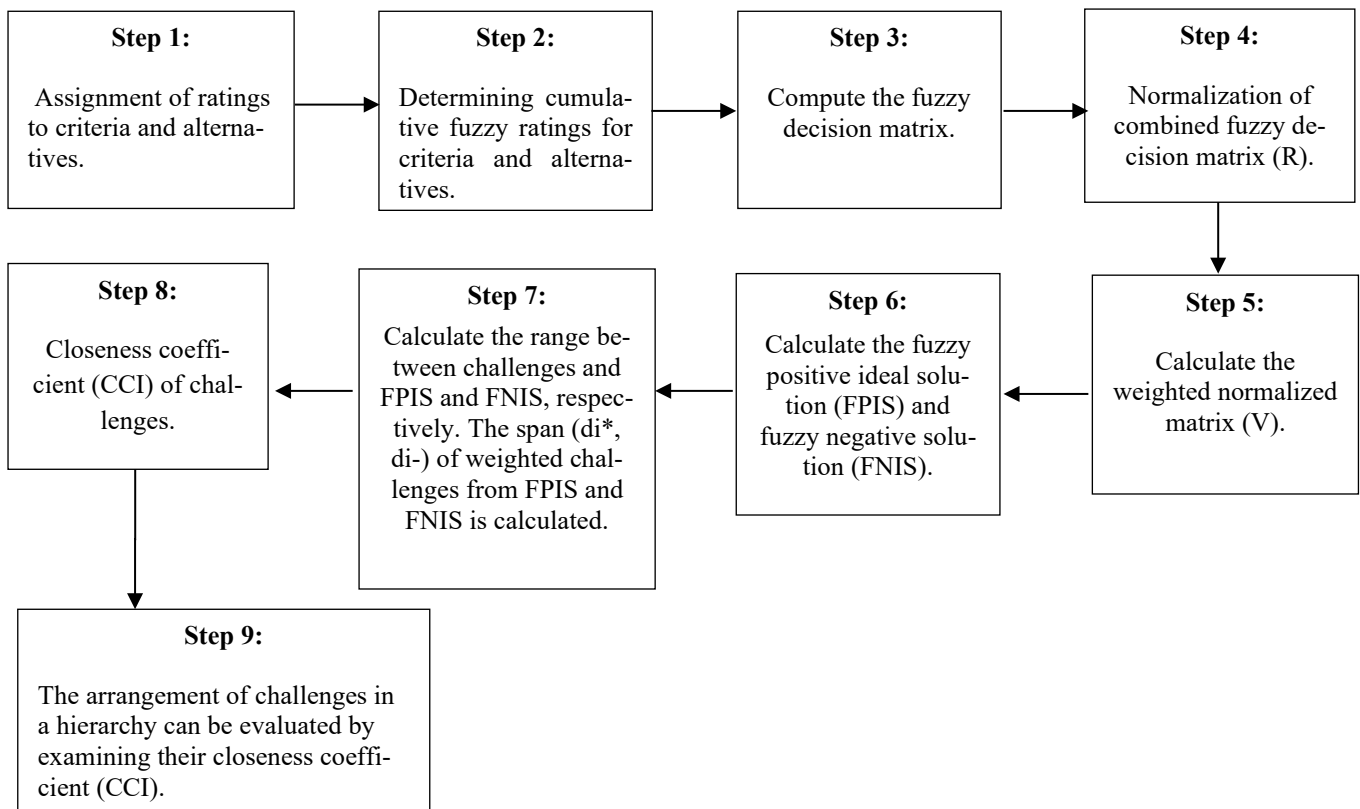 Step 1:
Assignment of ratings
to criteria and alterna-
tives.
Step 2:
Determining cumula-
tive fuzzy ratings for
criteria and alterna-
tives.
Step 3:
Compute the fuzzy
decision matrix.
Step 4:
Normalization of
combined fuzzy de-
cision matrix (R).
Step 5:
Calculate the
weighted normalized
matrix (V).
Step 6:
Calculate the fuzzy
positive ideal solu-
tion (FPIS) and
fuzzy negative solu-
tion (FNIS).
Step 7:
Calculate the range be-
tween challenges and
FPIS and FNIS, respec-
tively. The span (di*,
di-) of weighted chal-
lenges from FPIS and
FNIS is calculated.
Step 8:
Closeness coeffi-
cient (CCI) of chal-
lenges.
Step 9:
The arrangement of challenges in
a hierarchy can be evaluated by
examining their closeness coeffi-
cient (CCI).